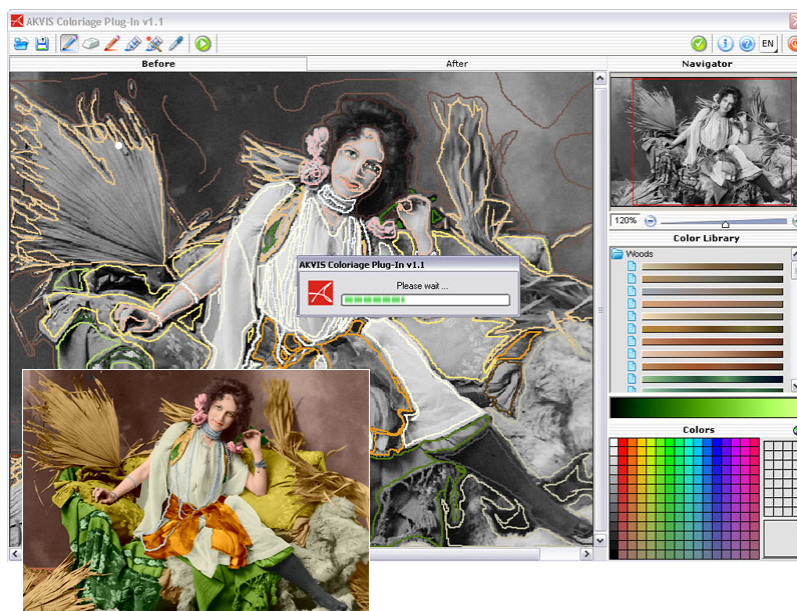 AKVIS Coloriage Plug-In v1.1
EN
Before
After
Navigator
120%
Color Library
Woods
AKVIS Coloriage Plug-In v1.1
Please wait ...
Colors